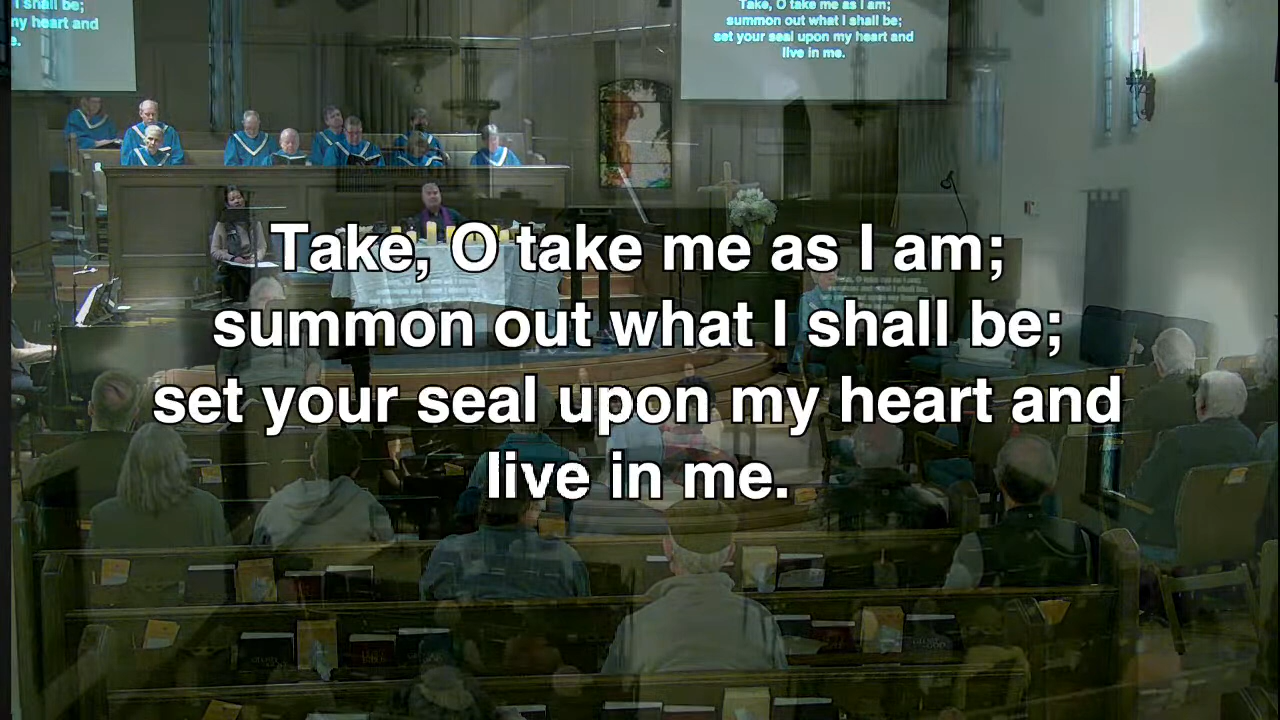 I shall be;
my heart and
e.
Take, O take me as I am;
summon out what I shall be;
set your seal upon my heart and
live in me.
Take, O take me as I am;
summon out what I shall be;
set your seal upon my heart and
live in me.